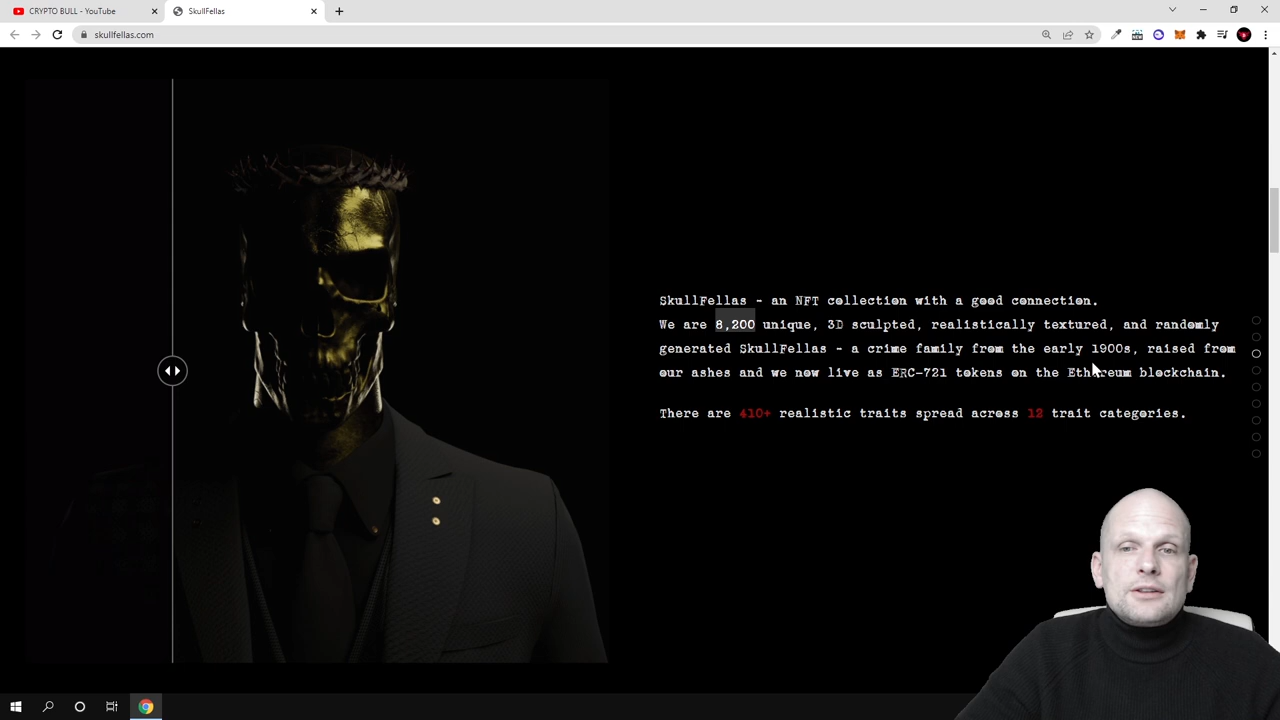 CRYPTO BULL - YouTube
SkullFellas
skullfellas.com
SkullFellas - an NFT collection with a good connection.
We are 8,200 unique, 3D sculpted, realistically textured, and randomly
generated SkullFellas - a crime family from the early 1900s, raised from
our ashes and we now live as ERC-721 tokens on the Ethereum blockchain.
There are 410+ realistic traits spread across 12 trait categories.